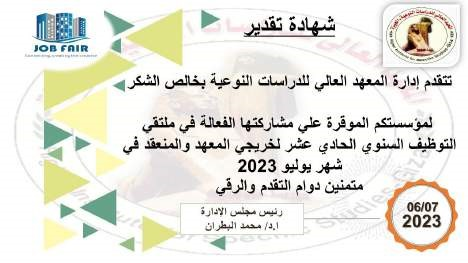 شهادة تقدير
JOB FAIR
تتقدم إدارة المعهد العالي للدراسات النوعية بخالص الشكر
لمؤسستكم الموقرة علي مشاركتها الفعالة في ملتقي
التوظيف السنوي الحادي عشر لخريجي المعهد والمنعقد في
شهر يوليو 2023
متمنين دوام التقدم والرقي
رئيس مجلس الإدارة
ا.د/ محمد البطران
06/07
2023